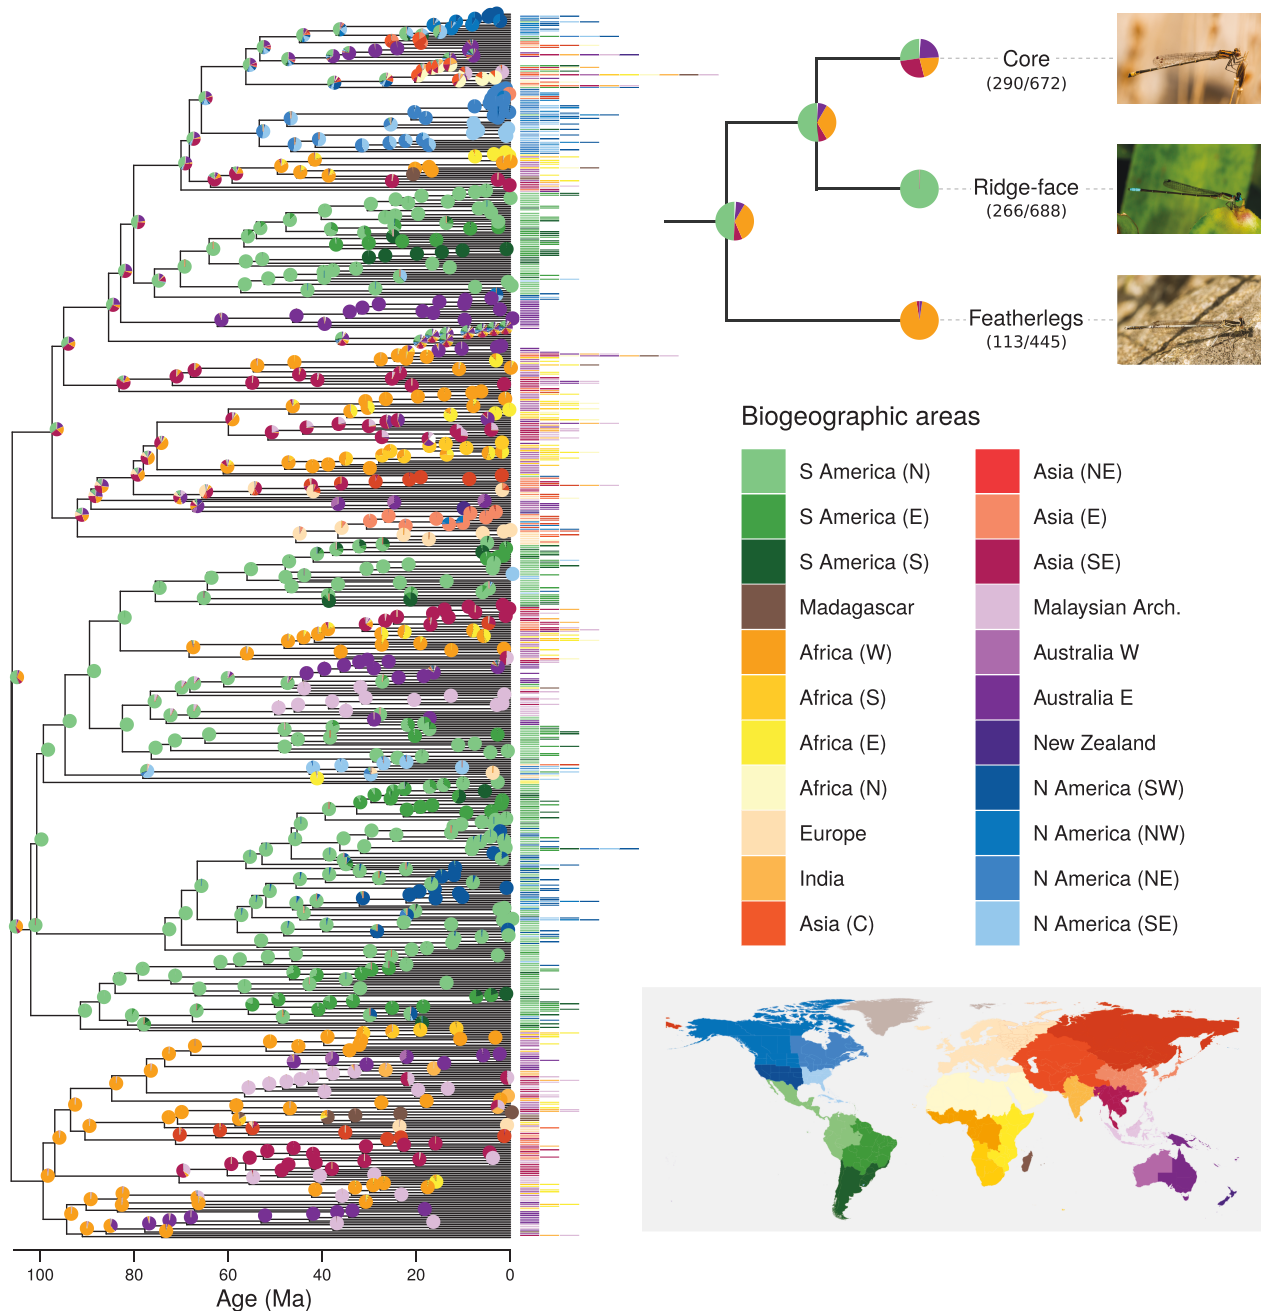 Core
(290/672)
Ridge-face
(266/688)
Featherlegs
(113/445)
Biogeographic areas
S America (N)
S America (E)
S America (S)
Madagascar
Africa (W)
Africa (S)
Africa (E)
Africa (N)
Europe
India
Asia (C)
Asia (NE)
Asia (E)
Asia (SE)
Malaysian Arch.
Australia W
Australia E
New Zealand
N America (SW)
N America (NW)
N America (NE)
N America (SE)
100 80 60 40 20 0
Age (Ma)